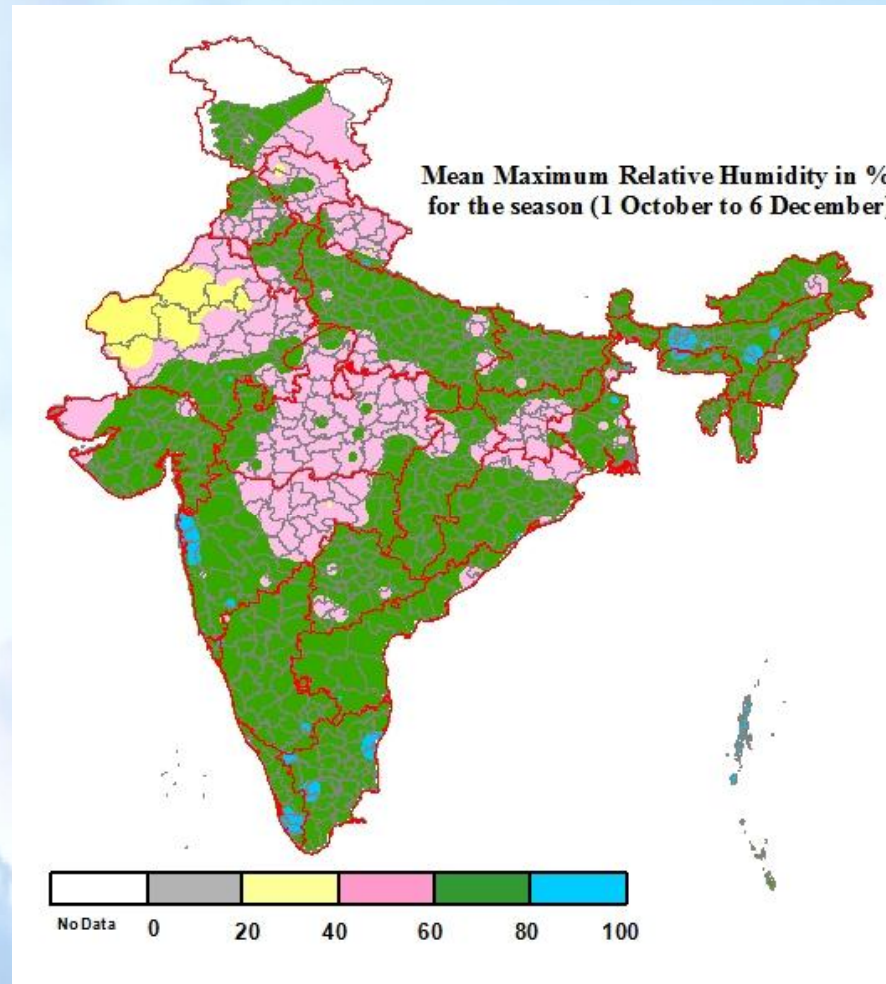 Mean Maximum Relative Humidity in %
for the season (1 October to 6 December)
No Data 0 20 40 60 80 100